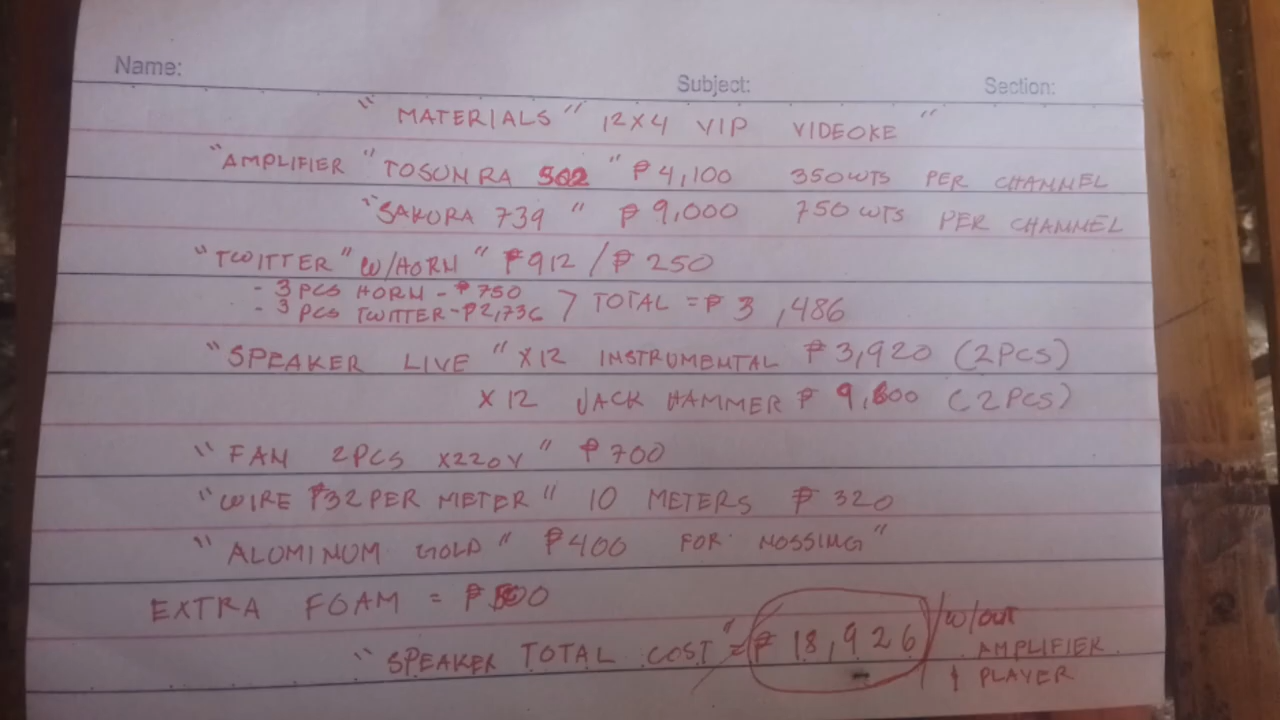 Name: Subject: Section:
"MATERIALS" 12X4 VIP VIDEOKE"
"AMPLIFIER" TOSUNRA 502" ₱4,100 350WTS PER CHANNEL
"SAKURA 739" ₱9,000 750WTS PER CHANNEL
"TWITTER" W/HORN" ₱912/₱250
- 3PCS HORN - ₱750
- 3 PCS TWITTER - ₱2,736 > TOTAL = ₱3,486
"SPEAKER LIVE" X12 INSTRUMENTAL ₱3,920 (2PCS)
X12 JACK HAMMER ₱ 9,800 (2PCS)
"FAN 2PCS X220V" ₱700
"WIRE ₱32 PER METER" 10 METERS ₱320
"ALUMINUM GOLD" ₱400 FOR NOSSING"
EXTRA FOAM = ₱
"SPEAKER TOTAL COST" = ₱18,926 / W/OUT
AMPLIFIER
PLAYER